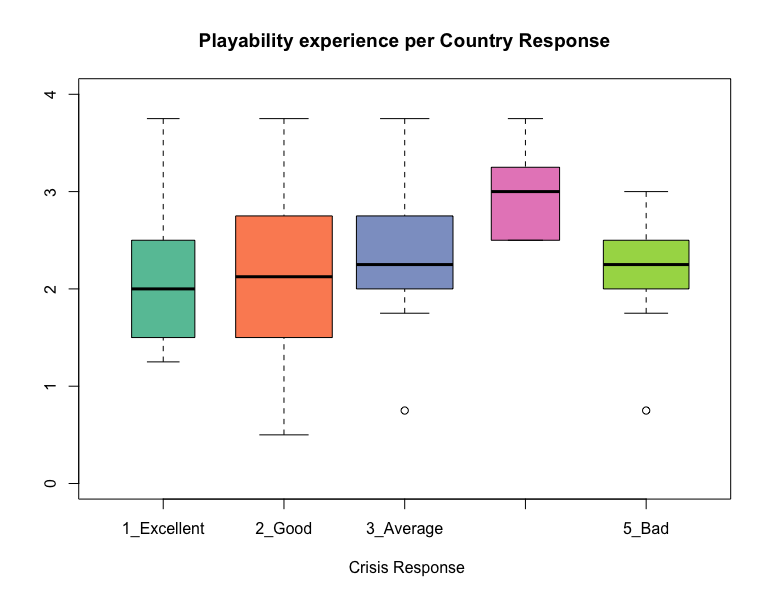 Playability experience per Country Response
4
3
2
1
0
1_Excellent 2_Good 3_Average 5_Bad
Crisis Response